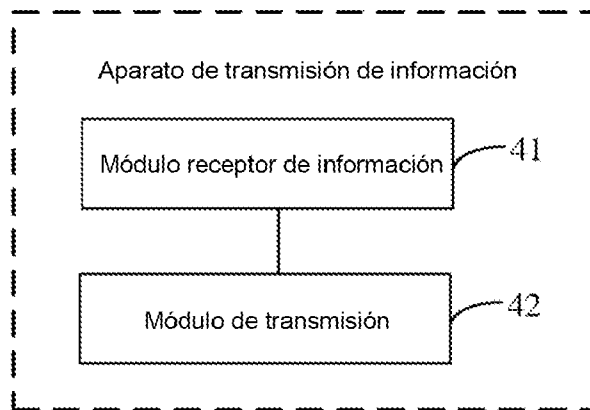 Aparato de transmisión de información
Módulo receptor de información
41
Módulo de transmisión
42